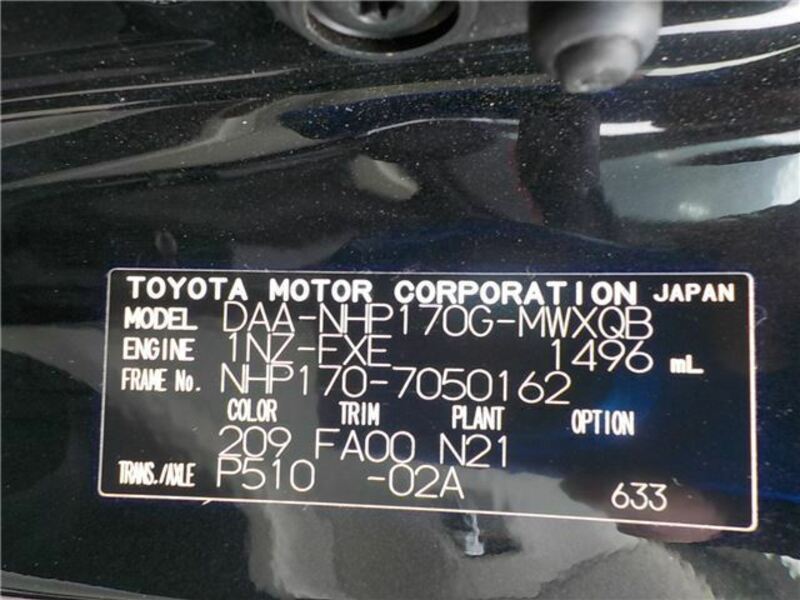 TOYOTA MOTOR CORPORATION JAPAN
MODEL DAA-NHP170G-MWXQB
ENGINE 1NZ-FXE 1496 mL
FRAME No. NHP170-7050162
COLOR TRIM PLANT OPTION
209 FA00 N21
TRANS./AXLE P510 -02A 633